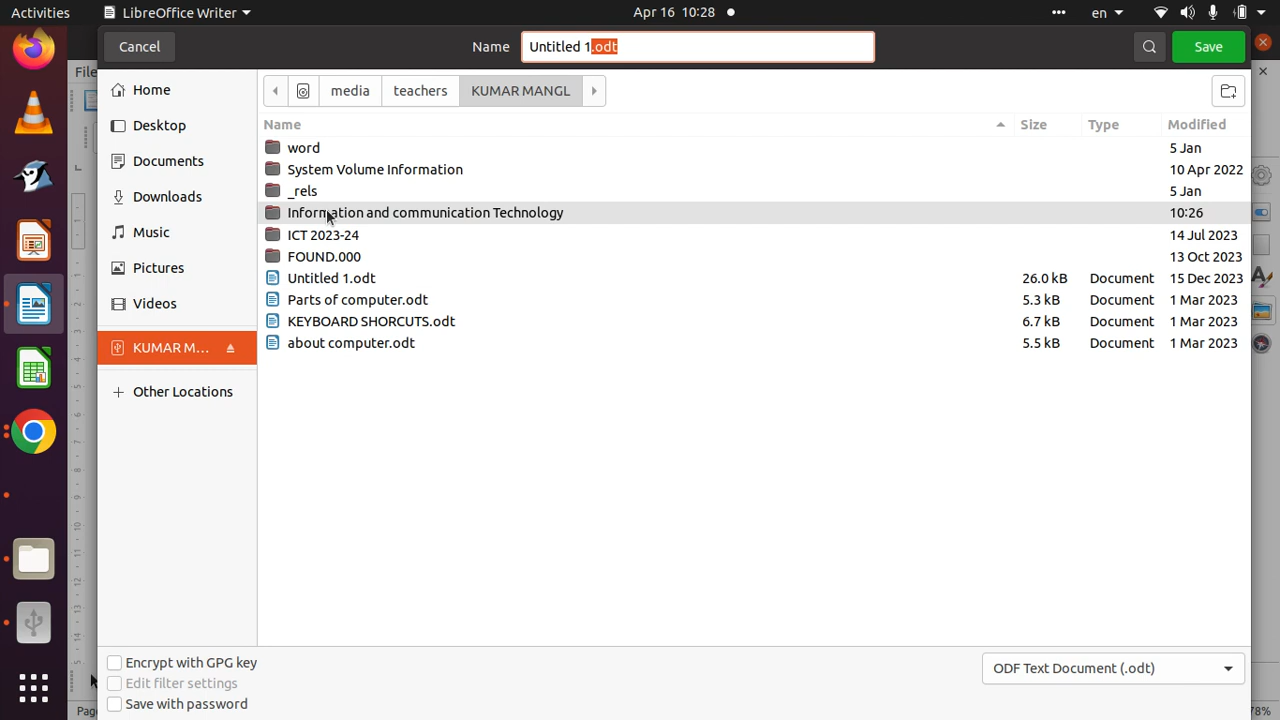 Activities LibreOffice Writer Apr 16 10:28 en
Cancel Name Untitled 1.odt Save
File
Home media teachers KUMAR MANGL
Desktop
Documents
Downloads
Music
Pictures
Videos
KUMAR M...
Other Locations
Name Size Type Modified
word 5 Jan
System Volume Information 10 Apr 2022
_rels 5 Jan
Information and communication Technology 10:26
ICT 2023-24 14 Jul 2023
FOUND.000 13 Oct 2023
Untitled 1.odt 26.0 kB Document 15 Dec 2023
Parts of computer.odt 5.3 kB Document 1 Mar 2023
KEYBOARD SHORCUTS.odt 6.7 kB Document 1 Mar 2023
about computer.odt 5.5 kB Document 1 Mar 2023
Encrypt with GPG key ODF Text Document (.odt)
Edit filter settings
Save with password
Pag 78%